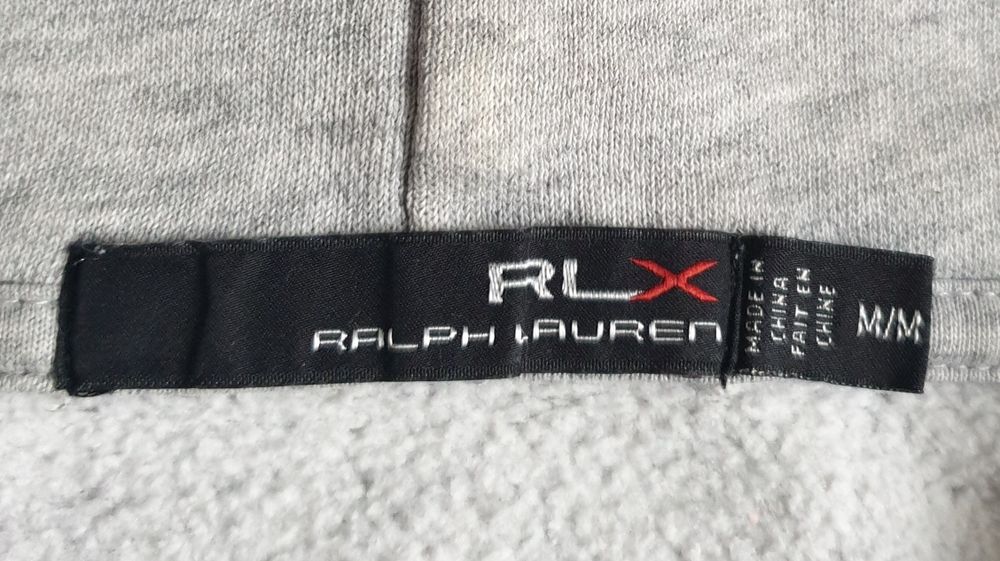 RLX
RALPH LAUREN
MADE IN
CHINA
FAIT EN
CHINE
M/M